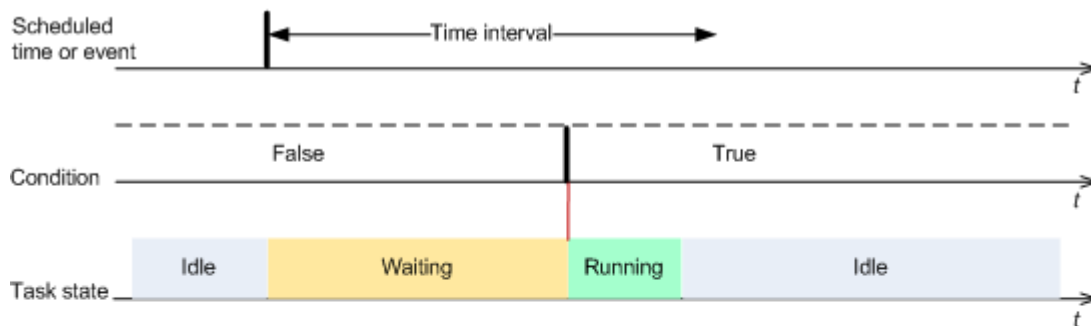 Scheduled
time or event
Time interval
t
False
True
Condition
t
Idle
Waiting
Running
Idle
Task state
t